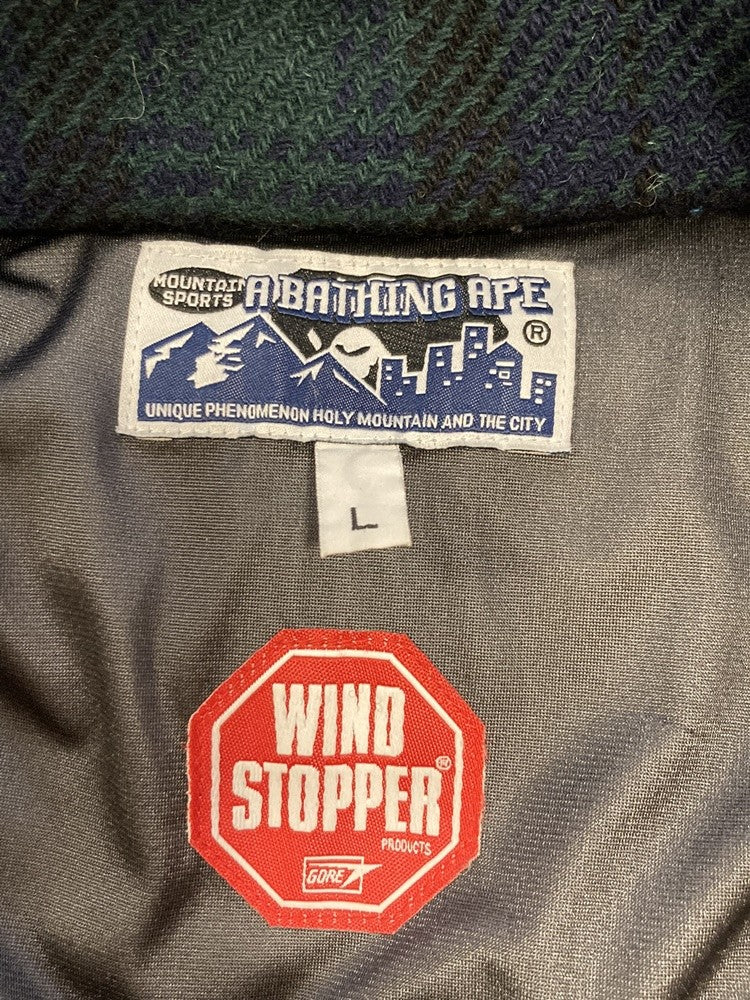 MOUNTAIN
SPORTS
A BATHING APE
®
UNIQUE PHENOMENON HOLY MOUNTAIN AND THE CITY
L
WIND
STOPPER®
PRODUCTS
GORE